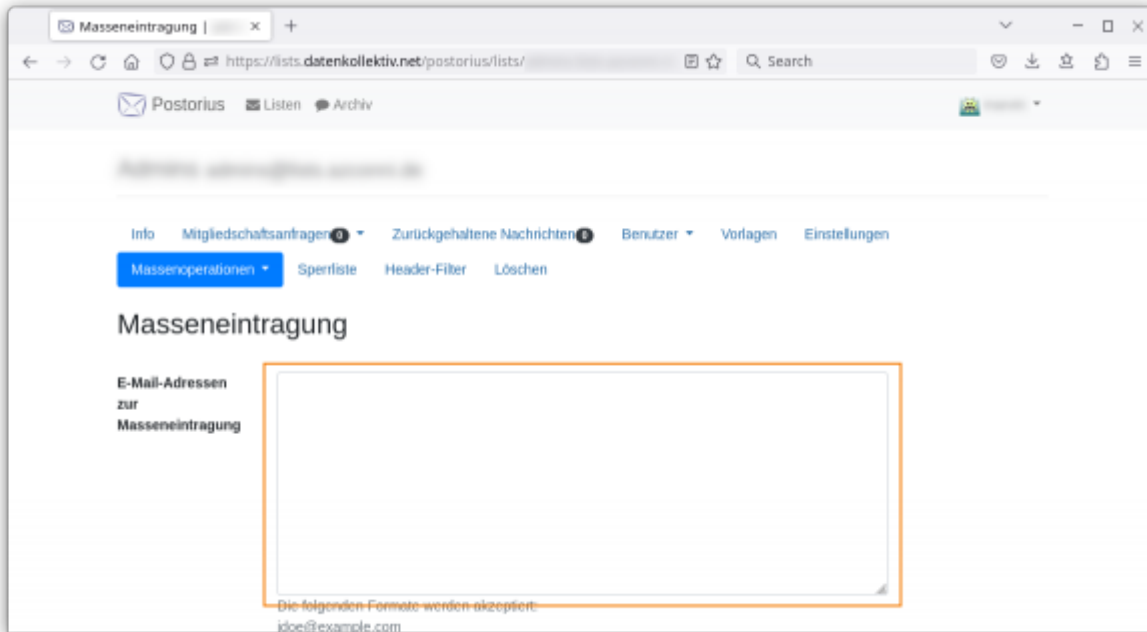 Masseneintragung |
https://lists.datenkollektiv.net/postorius/lists/
Search
Postorius Listen Archiv
Info Mitgliedschaftsanfragen 0 Zurückgehaltene Nachrichten 0 Benutzer Vorlagen Einstellungen
Massenoperationen Sperrliste Header-Filter Löschen
Masseneintragung
E-Mail-Adressen
zur
Masseneintragung
Die folgenden Formate werden akzeptiert:
jdoe@example.com